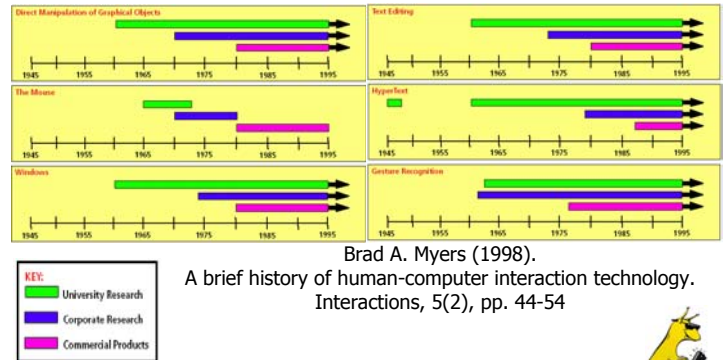 Direct Manipulation of Graphical Objects
1945 1955 1965 1975 1985 1995
Text Editing
1945 1955 1965 1975 1985 1995
The Mouse
1945 1955 1965 1975 1985 1995
HyperText
1945 1955 1965 1975 1985 1995
Windows
1945 1955 1965 1975 1985 1995
Gesture Recognition
1945 1955 1965 1975 1985 1995
KEY:
University Research
Corporate Research
Commercial Products
Brad A. Myers (1998).
A brief history of human-computer interaction technology.
Interactions, 5(2), pp. 44-54